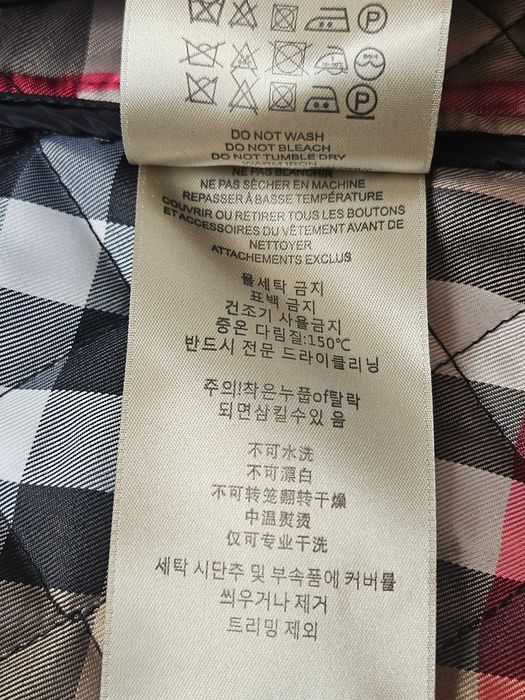 DO NOT WASH
DO NOT BLEACH
DO NOT TUMBLE DRY
WARM IRON
NE PAS BLANCHIR
NE PAS SÉCHER EN MACHINE
REPASSER À BASSE TEMPÉRATURE
COUVRIR OU RETIRER TOUS LES BOUTONS
ET ACCESSOIRES DU VÊTEMENT AVANT DE
NETTOYER
ATTACHEMENTS EXCLUS
물세탁 금지
표백 금지
건조기 사욜금지
중온 다림질:150℃
반드시 전문 드라이클리닝
주의!착은누풉of탈락
되면삼킬수있 음
不可水洗
不可漂白
不可转笼翻转干燥
中温熨烫
仅可专业干洗
세탁 시단추 및 부속품에 커버믈
씌우거나 제거
트리밍 제외